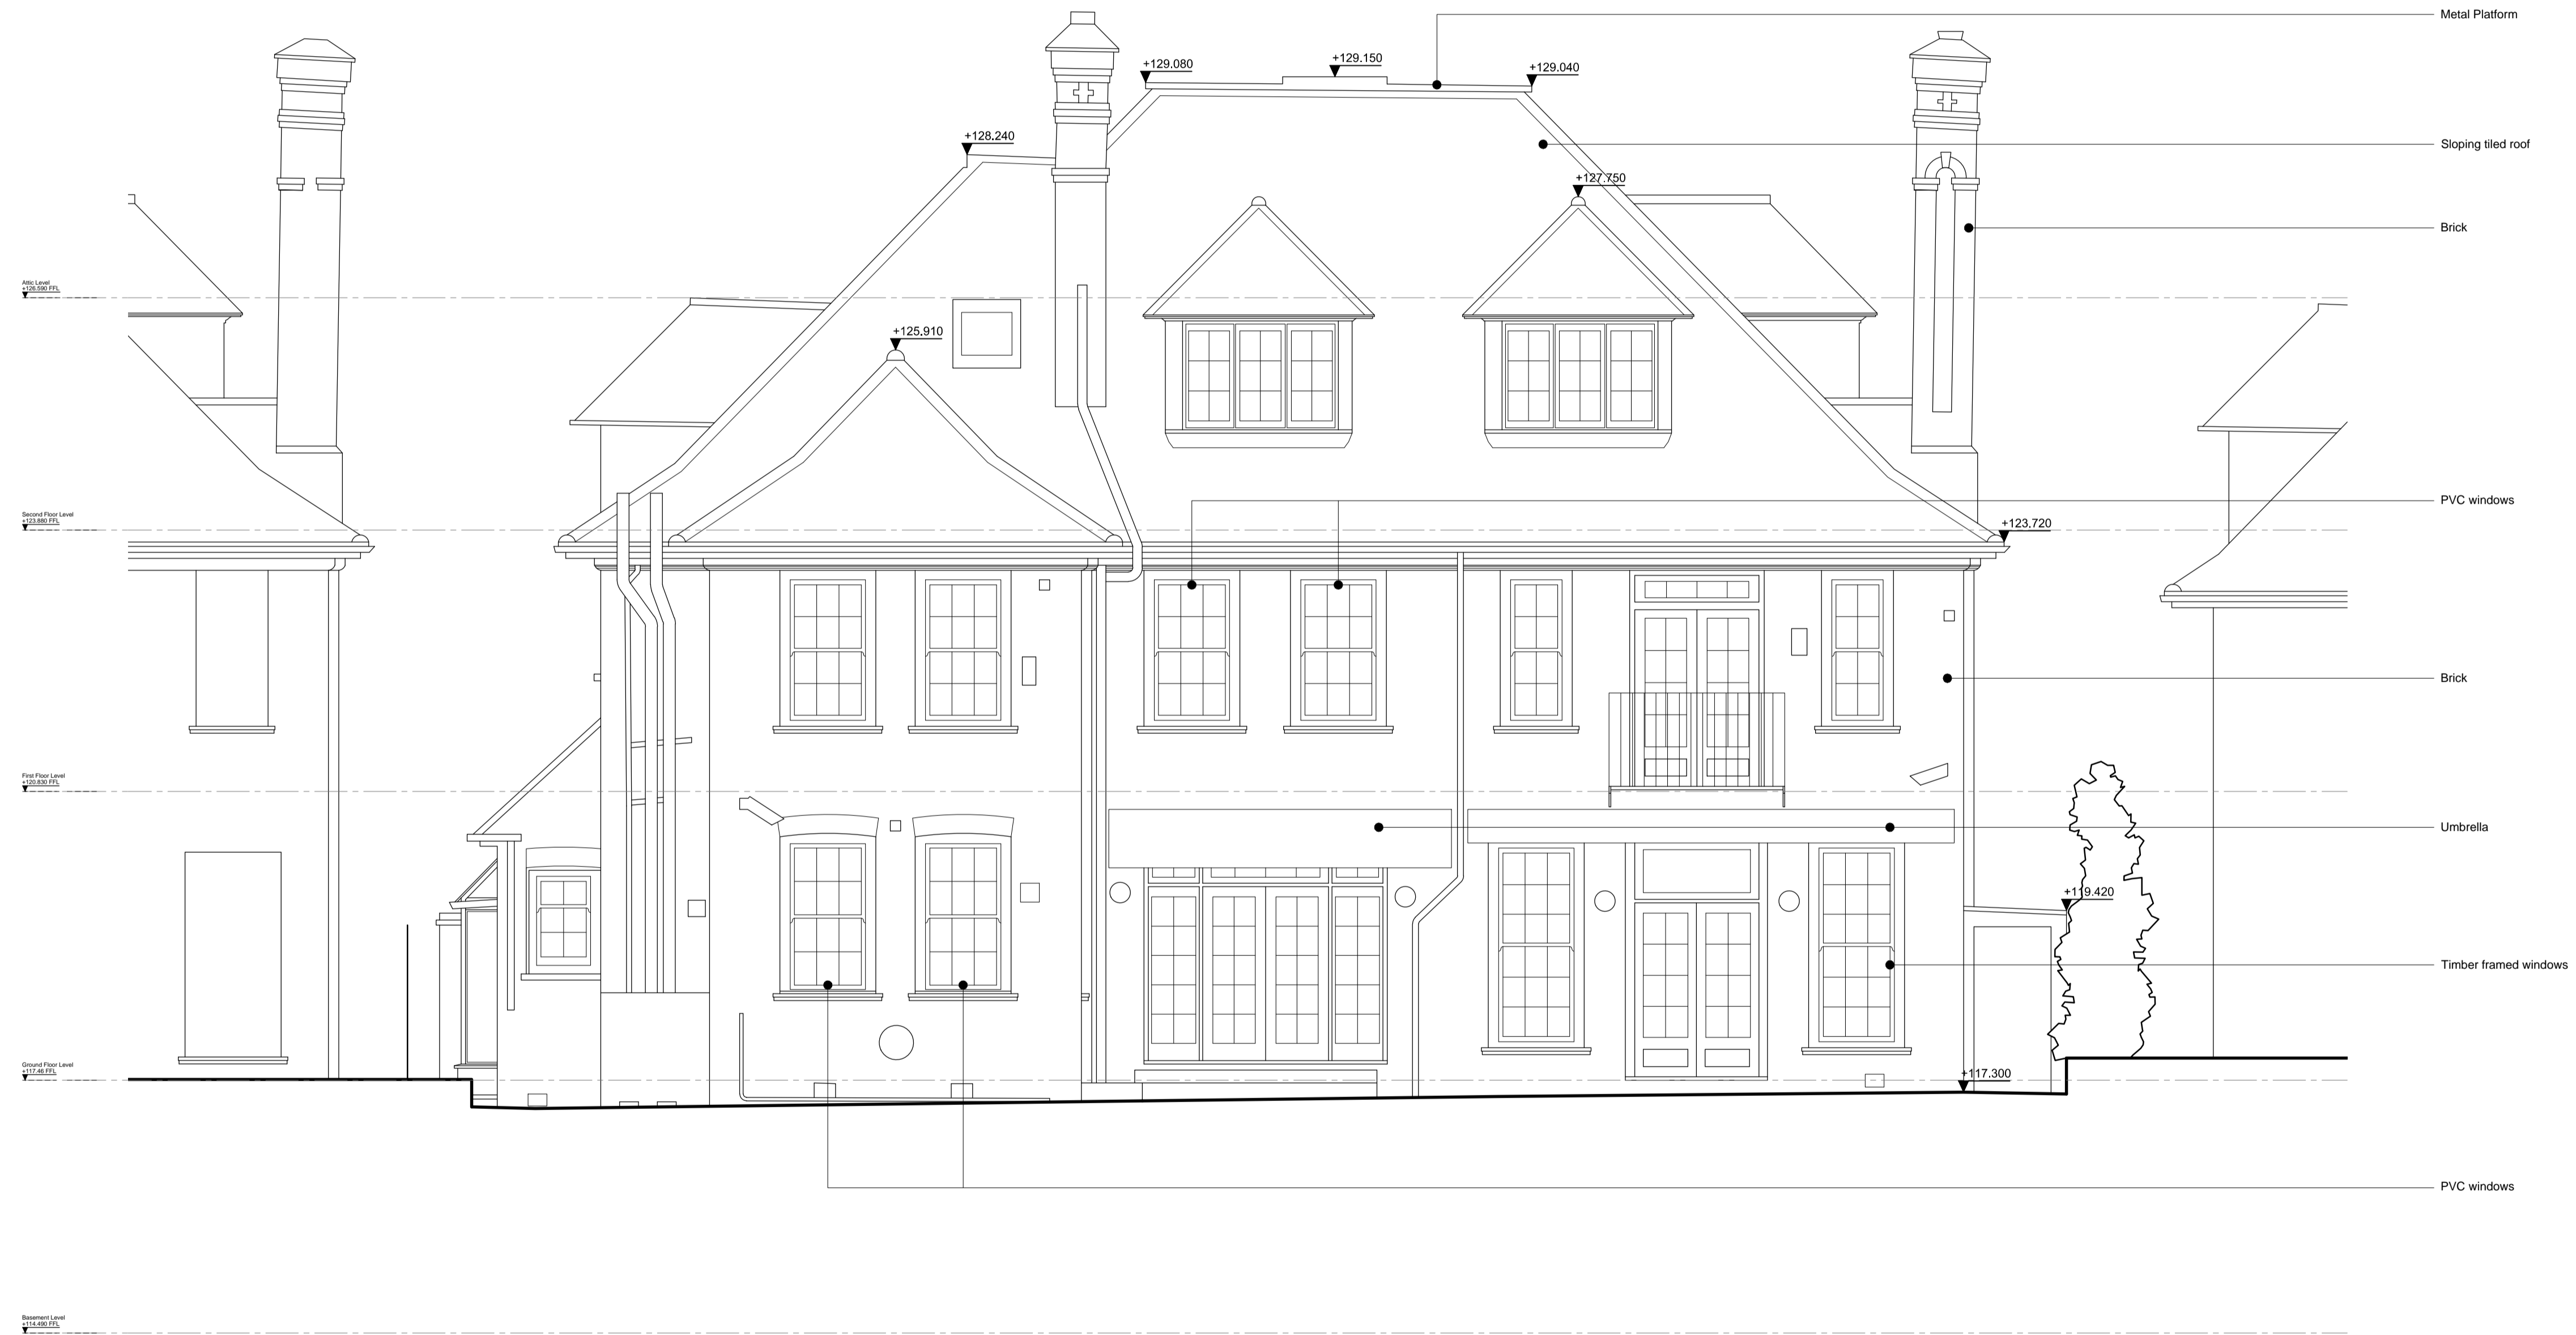 Metal Platform
+129.150
+129.080
+129.040
+128.240
Sloping tiled roof
+127.750
Brick
Attic Level
+126.590 FFL
+125.910
PVC windows
Second Floor Level
+123.880 FFL
+123.720
Brick
First Floor Level
+120.830 FFL
Umbrella
+119.420
Timber framed windows
Ground Floor Level
+117.46 FFL
+117.300
PVC windows
Basement Level
+114.490 FFL